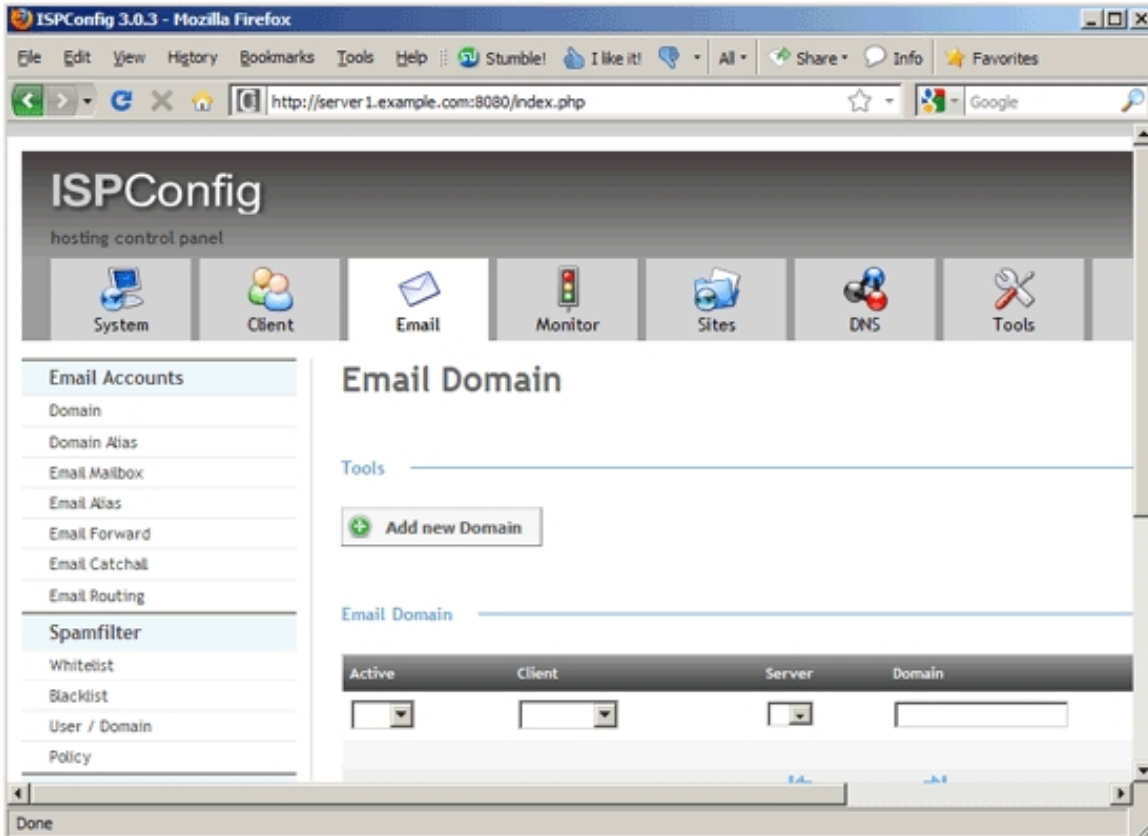 ISPConfig 3.0.3 - Mozilla Firefox
File Edit View History Bookmarks Tools Help Stumble! I like it! All Share Info Favorites
http://server1.example.com:8080/index.php Google
ISPConfig
hosting control panel
System Client Email Monitor Sites DNS Tools
Email Accounts
Domain
Domain Alias
Email Mailbox
Email Alias
Email Forward
Email Catchall
Email Routing
Spamfilter
Whitelist
Blacklist
User / Domain
Policy
Email Domain
Tools
Add new Domain
Email Domain
Active Client Server Domain
Done